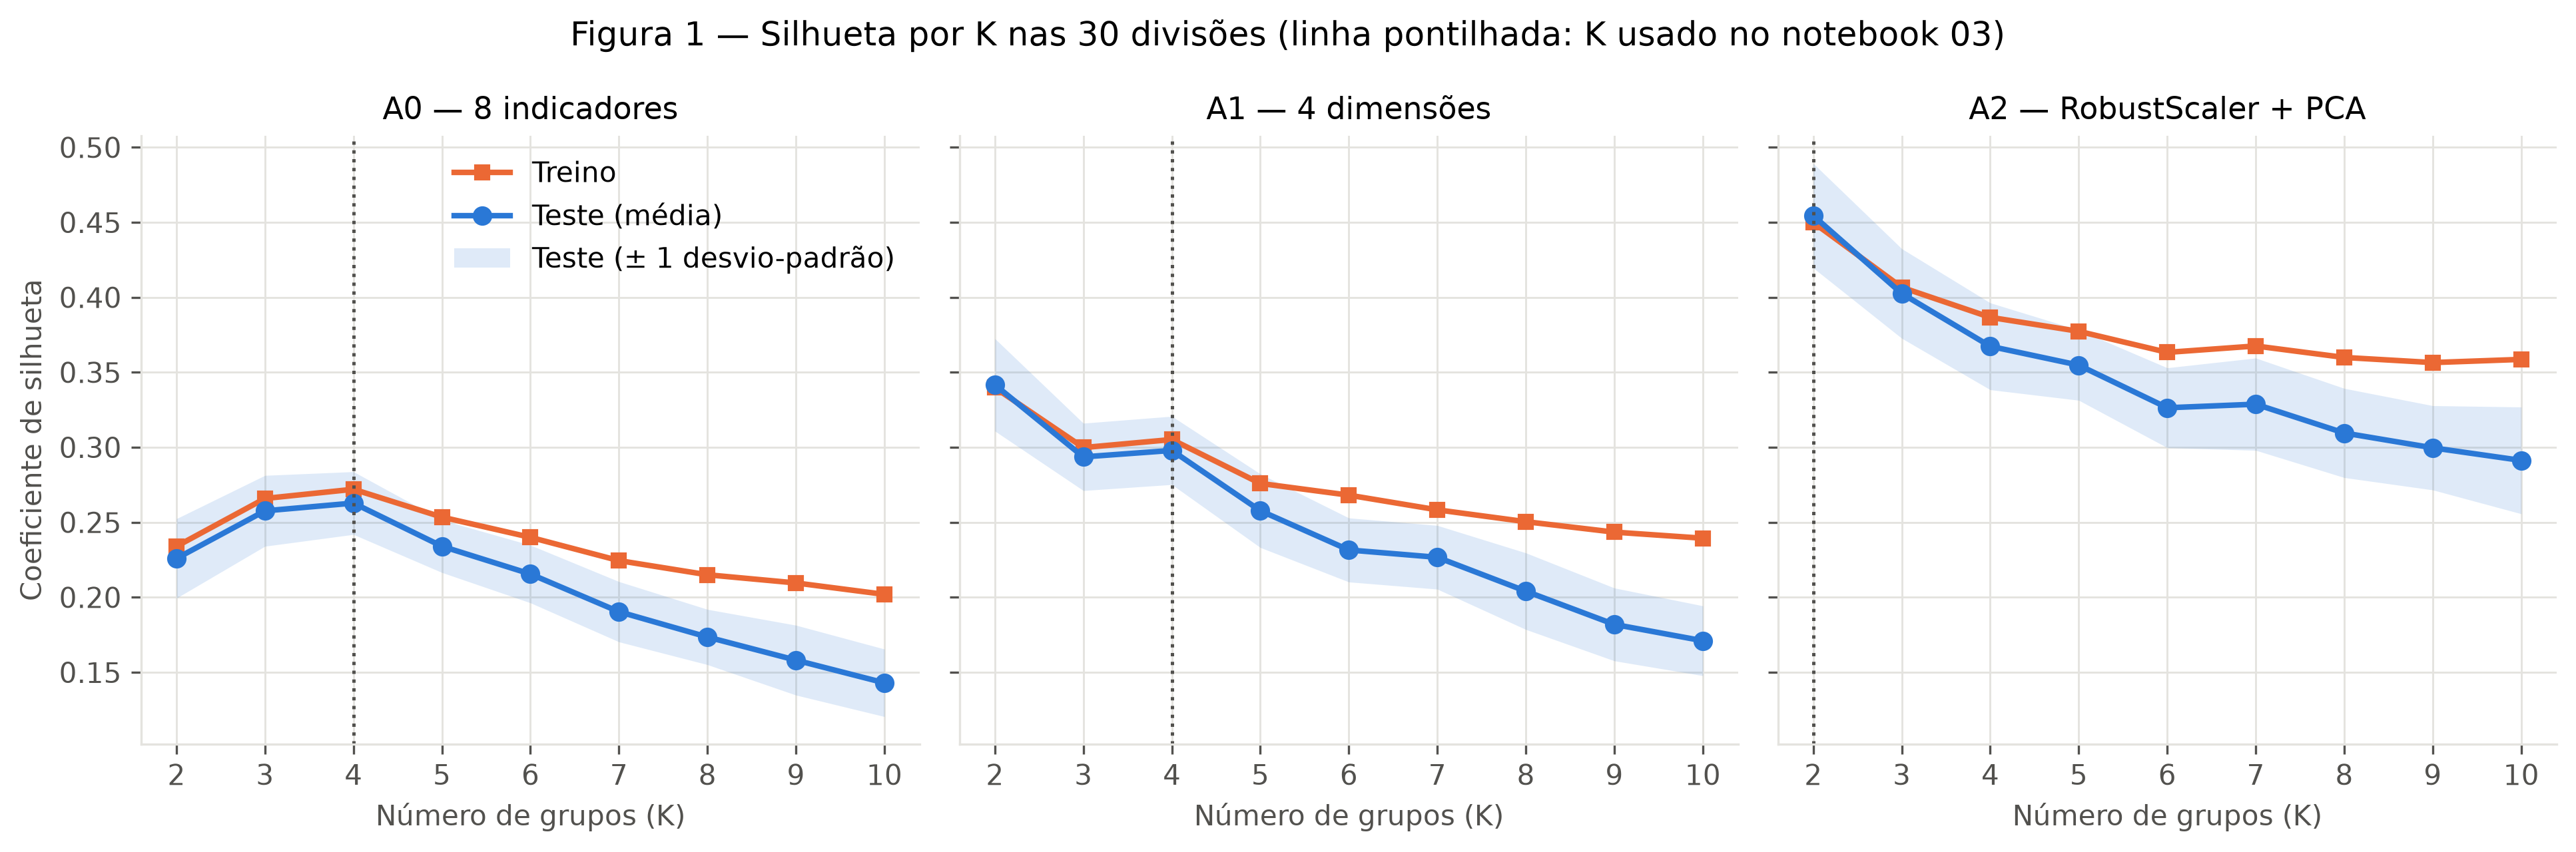 Figura 1 — Silhueta por K nas 30 divisões (linha pontilhada: K usado no notebook 03)
A0 — 8 indicadores
A1 — 4 dimensões
A2 — RobustScaler + PCA
Treino
Teste (média)
Teste (± 1 desvio-padrão)
Coeficiente de silhueta
0.50
0.45
0.40
0.35
0.30
0.25
0.20
0.15
2 3 4 5 6 7 8 9 10
2 3 4 5 6 7 8 9 10
2 3 4 5 6 7 8 9 10
Número de grupos (K)
Número de grupos (K)
Número de grupos (K)